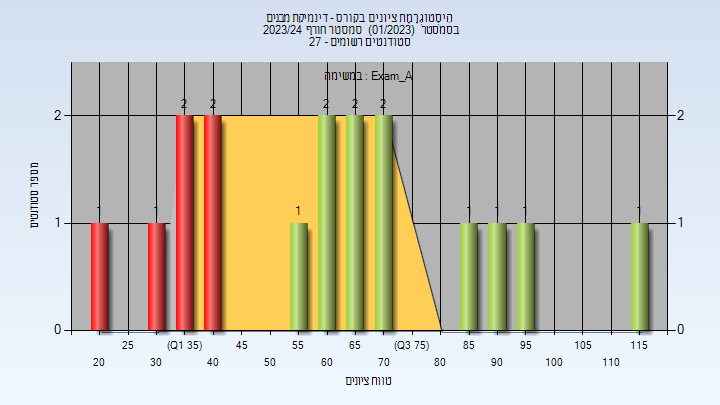 הִיסְטוֹגְרָמַת ציונים בקורס - דינמיקת מבנים
בסמסטר (01/2023) סמסטר חורף 2023/24
סטודנטים רשומים - 27
במשימה : Exam_A
מספר סטודנטים
2 2 2 2 2 2 2
1 1 1 1 1 1 1 1 1
0 0
25 (Q1 35) 45 55 65 (Q3 75) 85 95 105 115
20 30 40 50 60 70 80 90 100 110
טווח ציונים